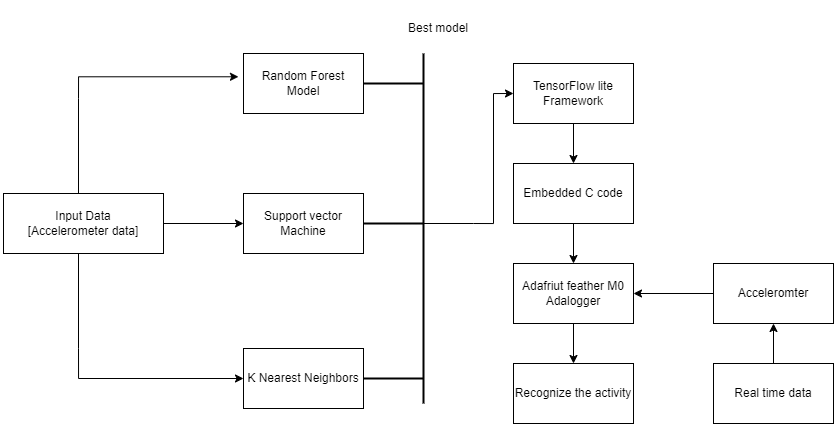 Best model
Random Forest
Model
TensorFlow lite
Framework
Input Data
[Accelerometer data]
Support vector
Machine
Embedded C code
Adafriut feather M0
Adalogger
Acceleromter
K Nearest Neighbors
Recognize the activity
Real time data